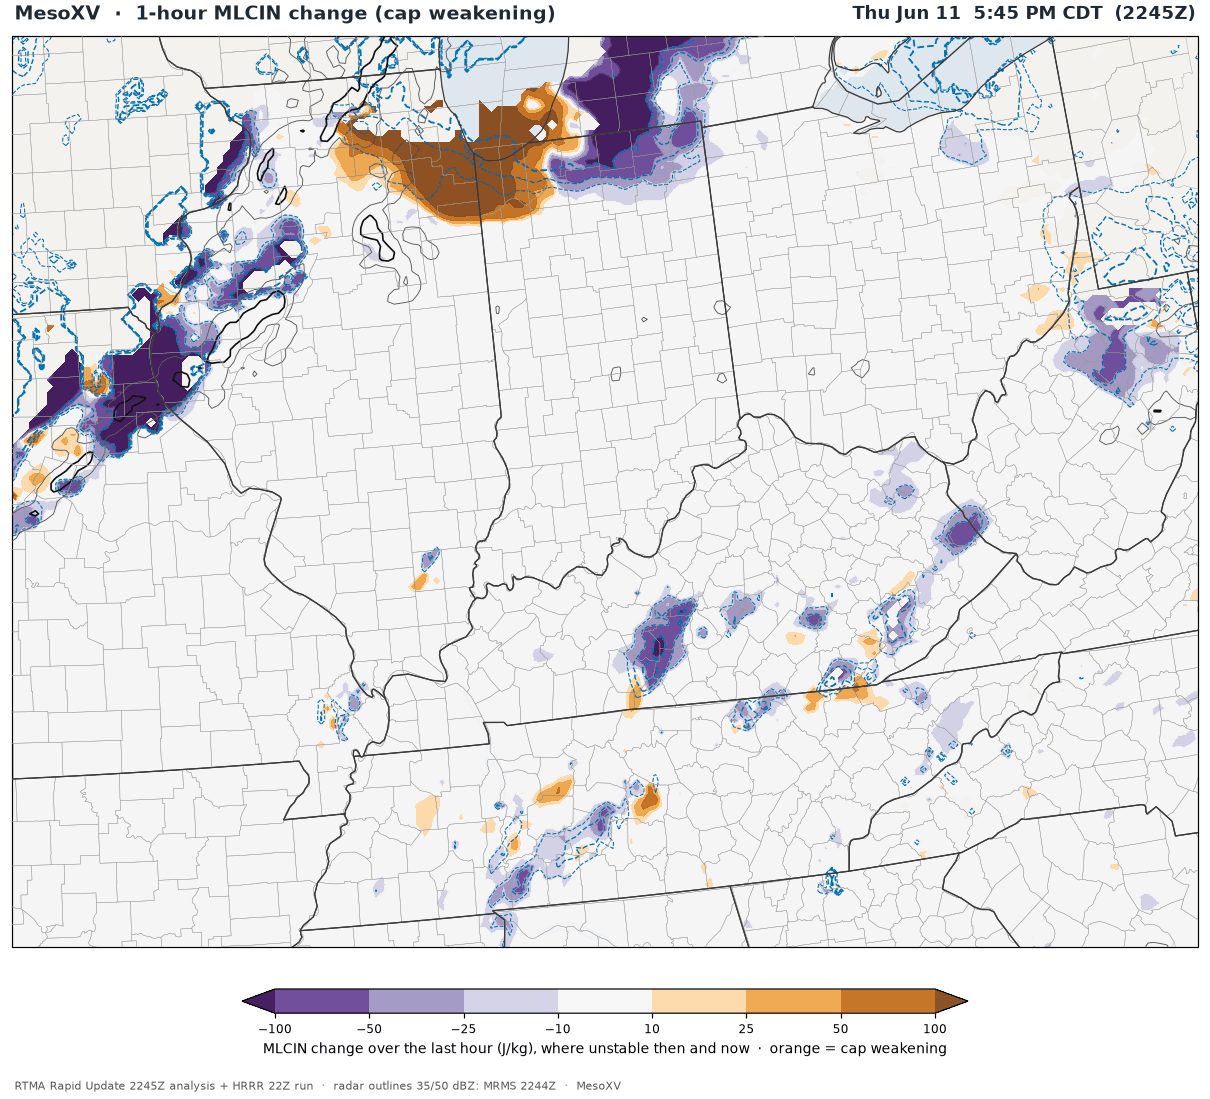 MesoXV · 1-hour MLCIN change (cap weakening)
Thu Jun 11 5:45 PM CDT (2245Z)
−100 −50 −25 −10 10 25 50 100
MLCIN change over the last hour (J/kg), where unstable then and now · orange = cap weakening
RTMA Rapid Update 2245Z analysis + HRRR 22Z run · radar outlines 35/50 dBZ: MRMS 2244Z · MesoXV